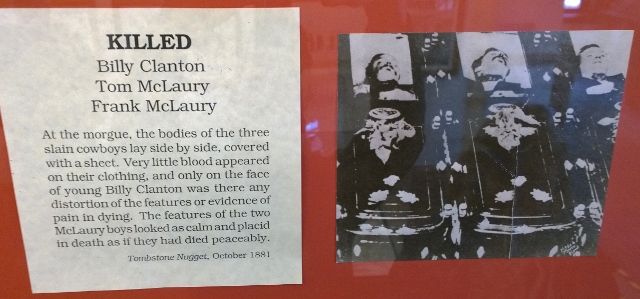 KILLED
Billy Clanton
Tom McLaury
Frank McLaury
At the morgue, the bodies of the three
slain cowboys lay side by side, covered
with a sheet. Very little blood appeared
on their clothing, and only on the face
of young Billy Clanton was there any
distortion of the features or evidence of
pain in dying. The features of the two
McLaury boys looked as calm and placid
in death as if they had died peaceably.
Tombstone Nugget, October 1881